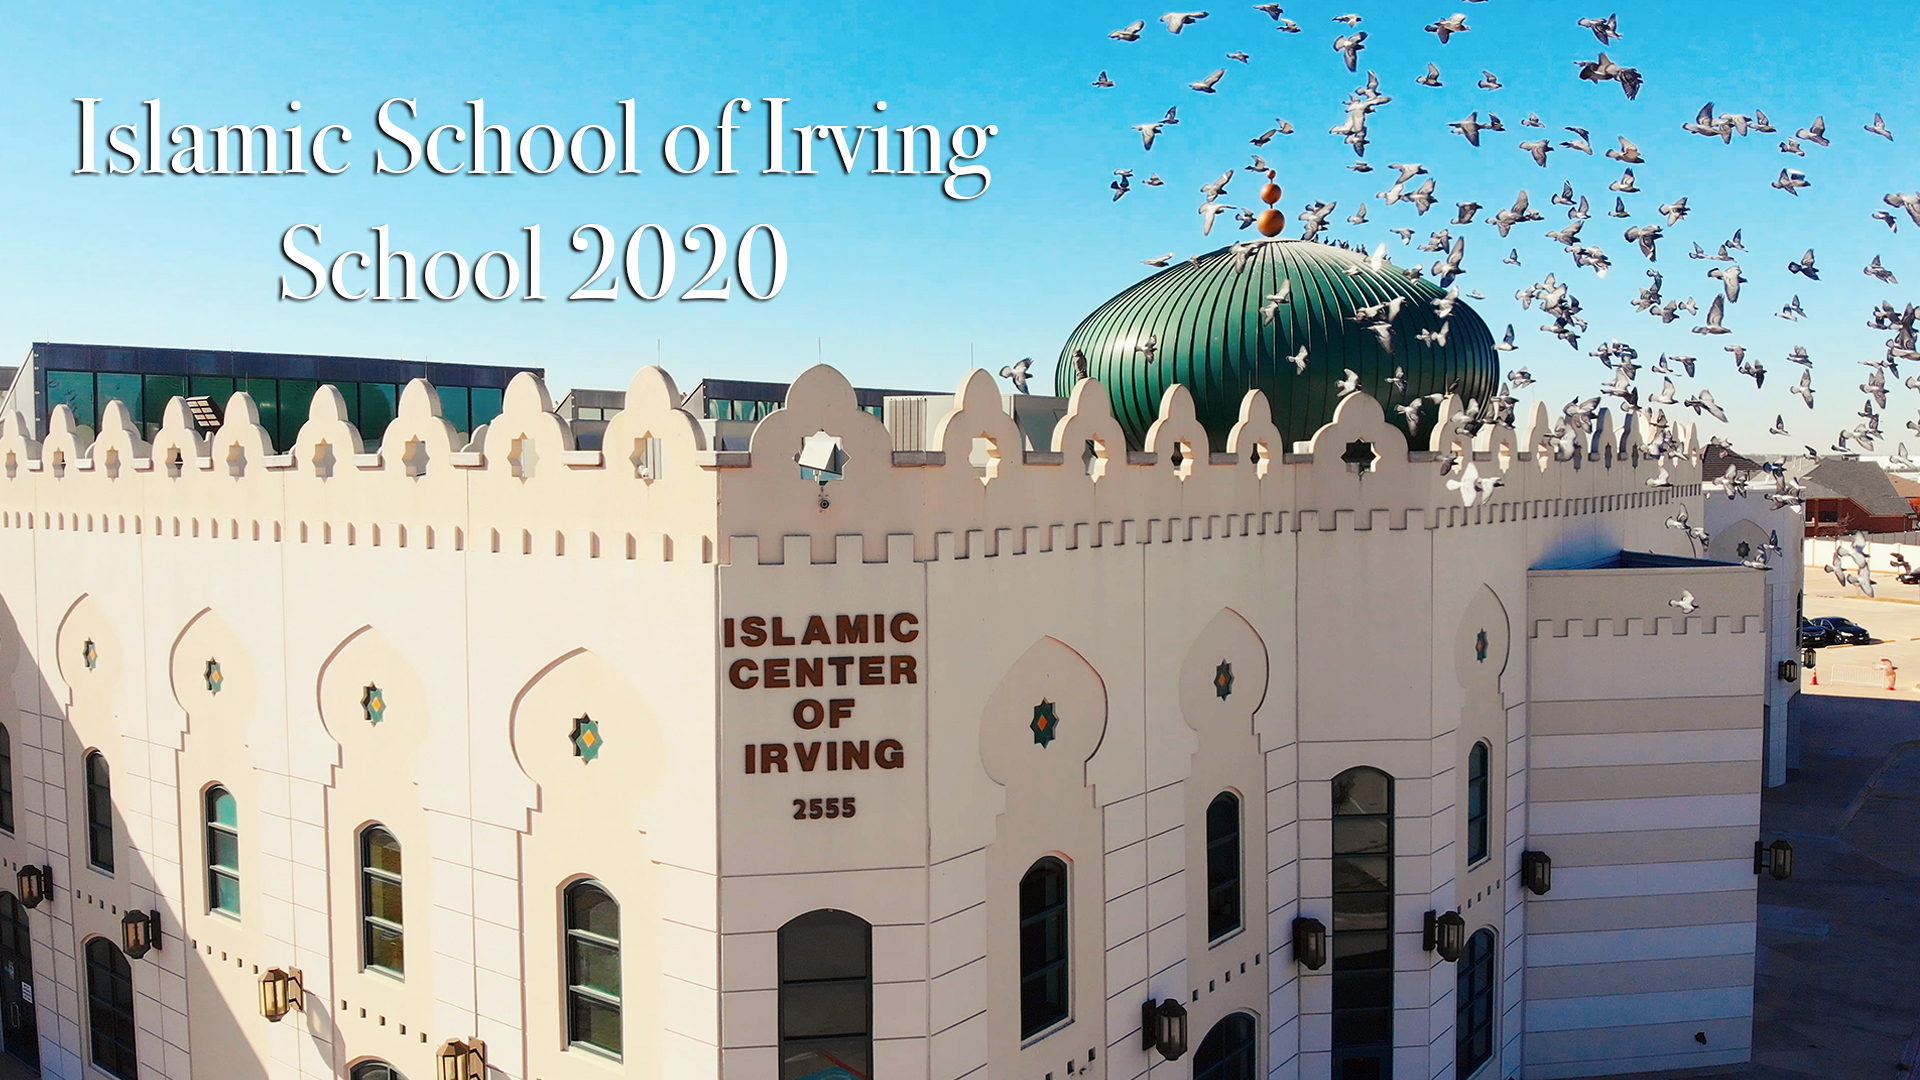 Islamic School of Irving
School 2020
ISLAMIC
CENTER
OF
IRVING
2555